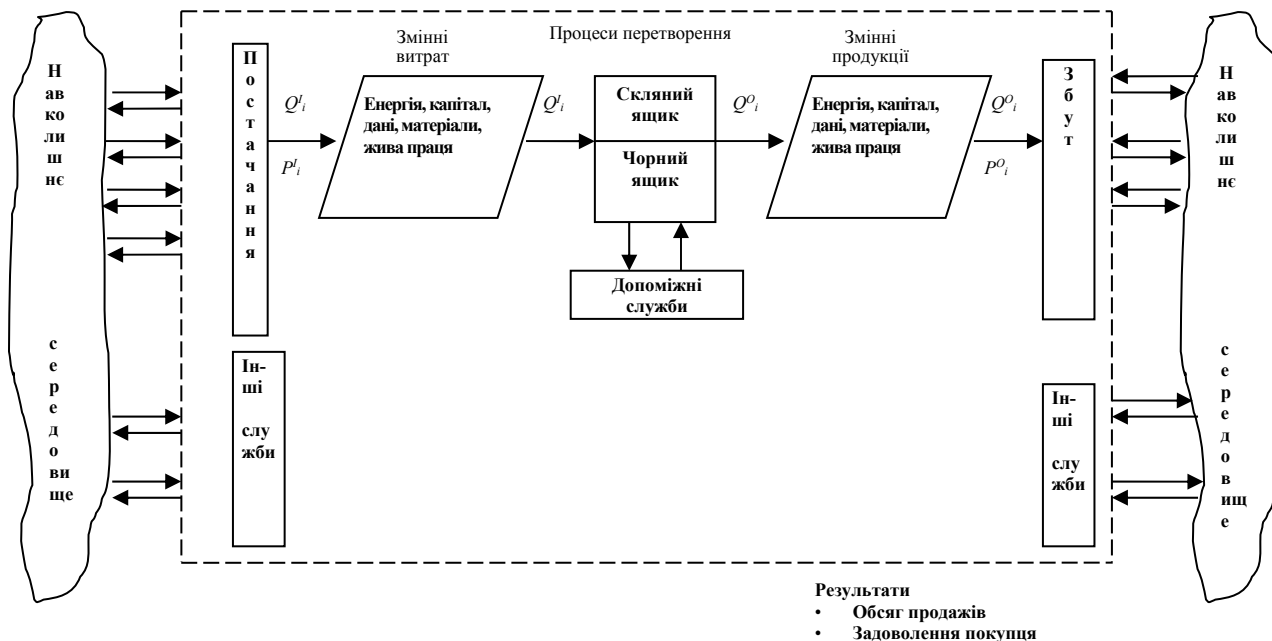 Н
ав
ко
ли
ш
нє
с
е
р
е
д
о
ви
ще
П
о
с
т
а
ч
а
н
н
я
Ін-
ші
слу
жби
Змінні
витрат
Процеси перетворення
Змінні
продукції
Q^I_i
P^I_i
Енергія, капітал,
дані, матеріали,
жива праця
Q^I_i
Скляний
ящик
Чорний
ящик
Допоміжні
служби
Q^O_i
Енергія, капітал,
дані, матеріали,
жива праця
Q^O_i
P^O_i
З
б
у
т
Ін-
ші
слу
жби
Н
ав
ко
ли
ш
нє
с
е
р
е
д
о
в
ищ
е
Результати
• Обсяг продажів
• Задоволення покупця